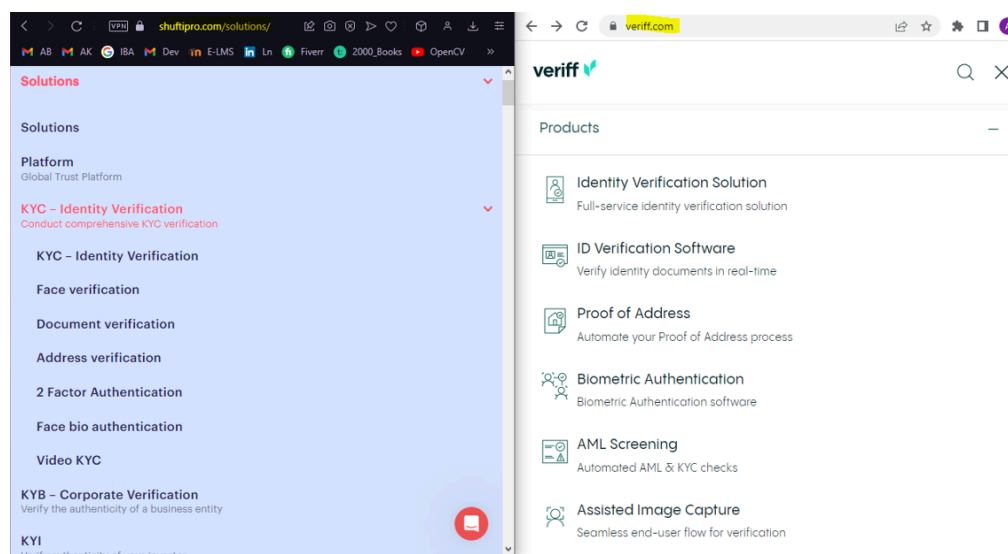 VPN shuftipro.com/solutions/
AB AK IBA Dev E-LMS Ln Fiverr 2000_Books OpenCV »
Solutions
Solutions
Platform
Global Trust Platform
KYC – Identity Verification
Conduct comprehensive KYC verification
KYC – Identity Verification
Face verification
Document verification
Address verification
2 Factor Authentication
Face bio authentication
Video KYC
KYB – Corporate Verification
Verify the authenticity of a business entity
KYI
veriff.com
veriff
Products
Identity Verification Solution
Full-service identity verification solution
ID Verification Software
Verify identity documents in real-time
Proof of Address
Automate your Proof of Address process
Biometric Authentication
Biometric Authentication software
AML Screening
Automated AML & KYC checks
Assisted Image Capture
Seamless end-user flow for verification